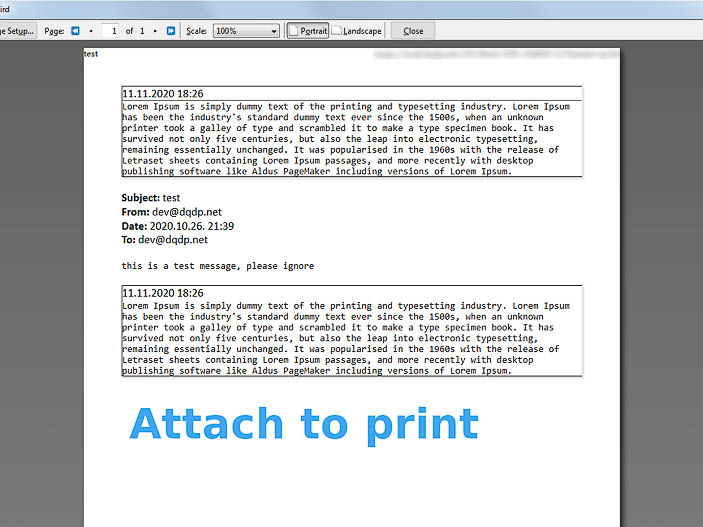 ird
ge Setup... Page: 1 of 1 Scale: 100% Portrait Landscape Close
test
11.11.2020 18:26
Lorem Ipsum is simply dummy text of the printing and typesetting industry. Lorem Ipsum
has been the industry's standard dummy text ever since the 1500s, when an unknown
printer took a galley of type and scrambled it to make a type specimen book. It has
survived not only five centuries, but also the leap into electronic typesetting,
remaining essentially unchanged. It was popularised in the 1960s with the release of
Letraset sheets containing Lorem Ipsum passages, and more recently with desktop
publishing software like Aldus PageMaker including versions of Lorem Ipsum.
Subject: test
From: dev@dqdp.net
Date: 2020.10.26. 21:39
To: dev@dqdp.net
this is a test message, please ignore
11.11.2020 18:26
Lorem Ipsum is simply dummy text of the printing and typesetting industry. Lorem Ipsum
has been the industry's standard dummy text ever since the 1500s, when an unknown
printer took a galley of type and scrambled it to make a type specimen book. It has
survived not only five centuries, but also the leap into electronic typesetting,
remaining essentially unchanged. It was popularised in the 1960s with the release of
Letraset sheets containing Lorem Ipsum passages, and more recently with desktop
publishing software like Aldus PageMaker including versions of Lorem Ipsum.
Attach to print